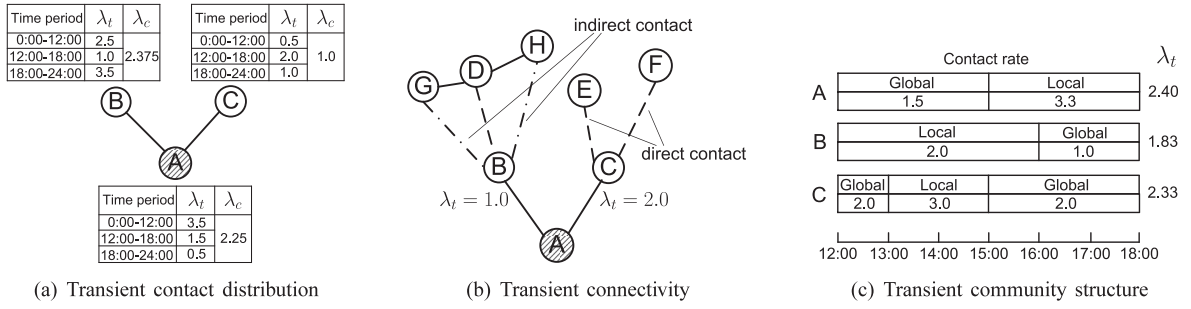 Time period λt λc
0:00-12:00 2.5
12:00-18:00 1.0 2.375
18:00-24:00 3.5
Time period λt λc
0:00-12:00 0.5
12:00-18:00 2.0 1.0
18:00-24:00 1.0
B C
A
Time period λt λc
0:00-12:00 3.5
12:00-18:00 1.5 2.25
18:00-24:00 0.5
(a) Transient contact distribution
indirect contact
H
D
G
E
F
direct contact
B
C
λt = 1.0
λt = 2.0
A
(b) Transient connectivity
Contact rate λt
A Global Local 2.40
1.5 3.3
B Local Global 1.83
2.0 1.0
C Global Local Global 2.33
2.0 3.0 2.0
12:00 13:00 14:00 15:00 16:00 17:00 18:00
(c) Transient community structure